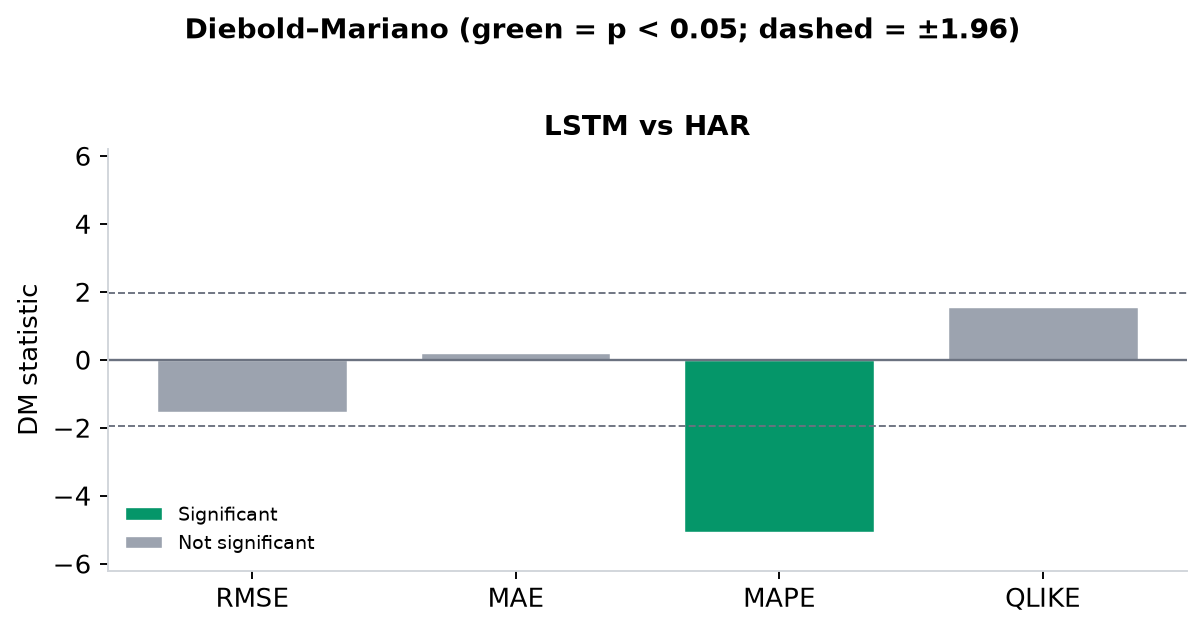 Diebold–Mariano (green = p < 0.05; dashed = ±1.96)
LSTM vs HAR
6
4
2
0
−2
−4
−6
DM statistic
Significant
Not significant
RMSE
MAE
MAPE
QLIKE